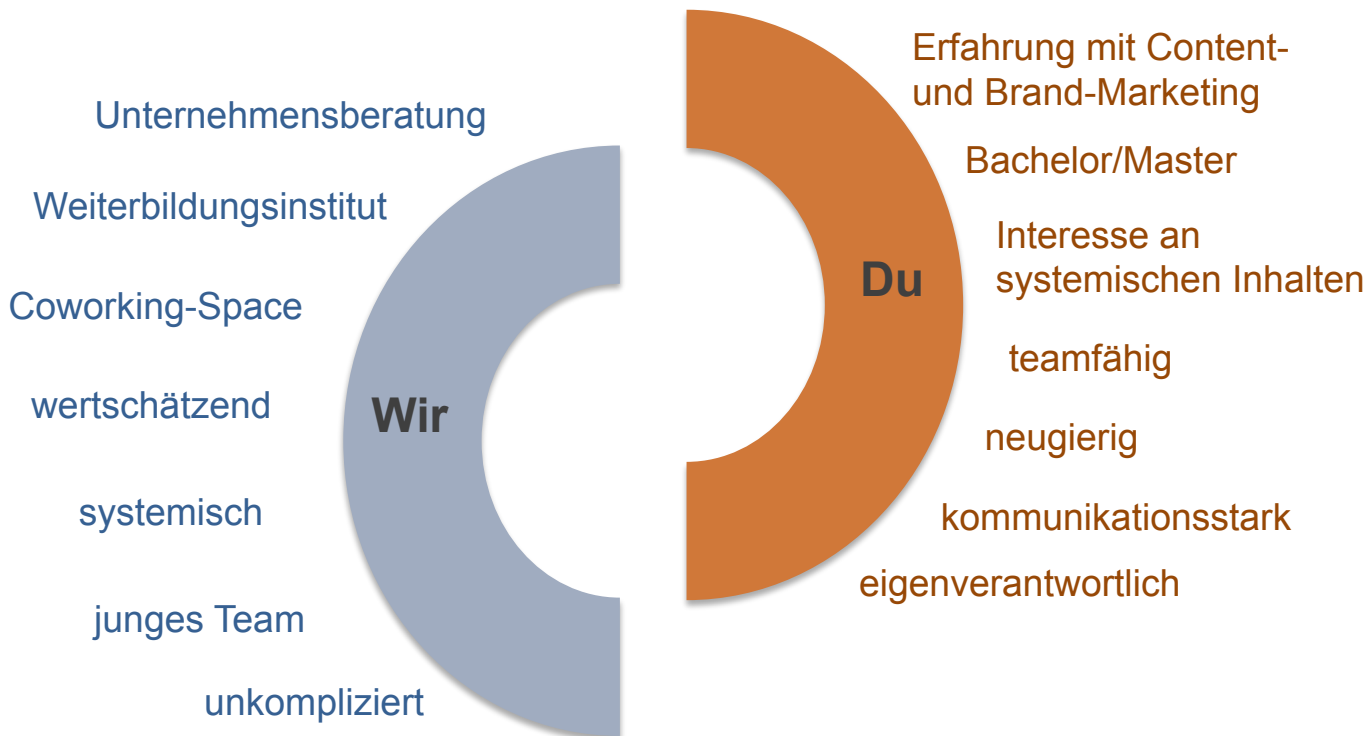 Unternehmensberatung
Weiterbildungsinstitut
Coworking-Space
wertschätzend
Wir
systemisch
junges Team
unkompliziert
Erfahrung mit Content-
und Brand-Marketing
Bachelor/Master
Interesse an
systemischen Inhalten
Du
teamfähig
neugierig
kommunikationsstark
eigenverantwortlich